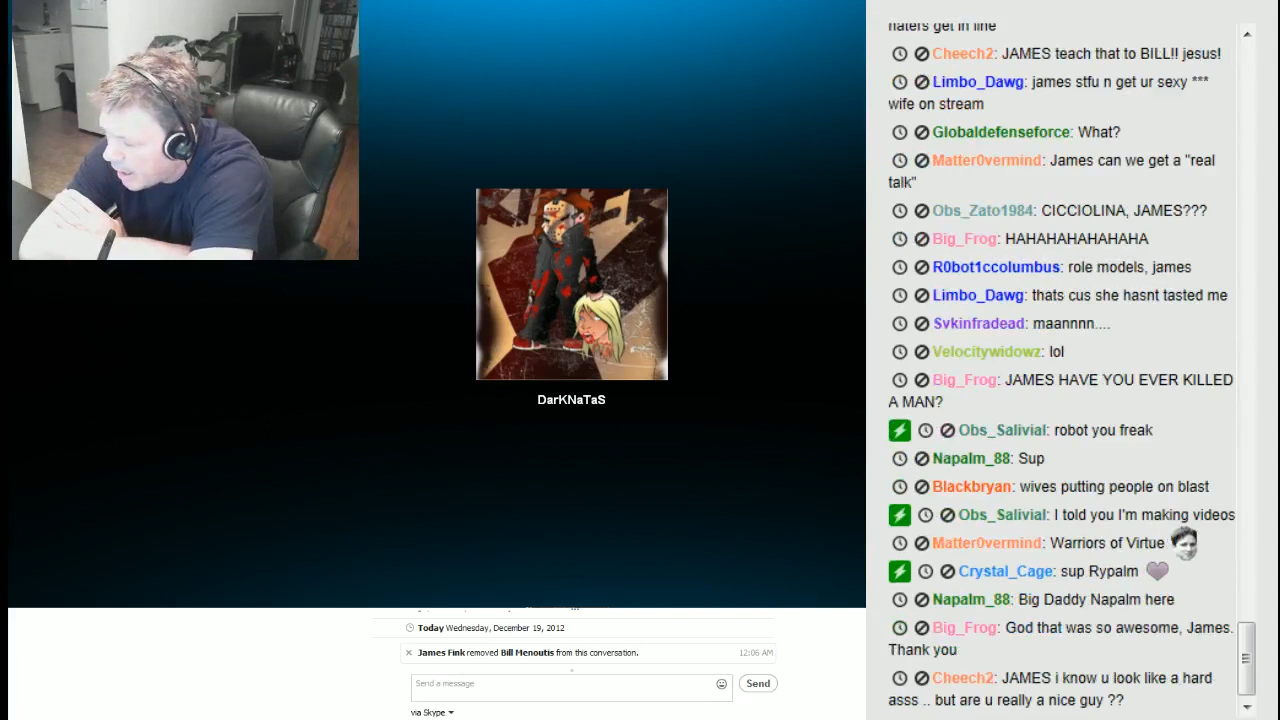 haters get in line
Cheech2: JAMES teach that to BILL!! jesus!
Limbo_Dawg: james stfu n get ur sexy ***
wife on stream
Globaldefenseforce: What?
Matter0vermind: James can we get a "real
talk"
Obs_Zato1984: CICCIOLINA, JAMES???
Big_Frog: HAHAHAHAHAHAHA
R0bot1ccolumbus: role models, james
Limbo_Dawg: thats cus she hasnt tasted me
Svkinfradead: maannnn....
Velocitywidowz: lol
Big_Frog: JAMES HAVE YOU EVER KILLED
A MAN?
Obs_Salivial: robot you freak
Napalm_88: Sup
Blackbryan: wives putting people on blast
Obs_Salivial: I told you I'm making videos
Matter0vermind: Warriors of Virtue
Crystal_Cage: sup Rypalm
Napalm_88: Big Daddy Napalm here
Big_Frog: God that was so awesome, James.
Thank you
Cheech2: JAMES i know u look like a hard
asss .. but are u really a nice guy ??
DarKNaTaS
Today Wednesday, December 19, 2012
James Fink removed Bill Menoutis from this conversation. 12:06 AM
Send a message Send
via Skype